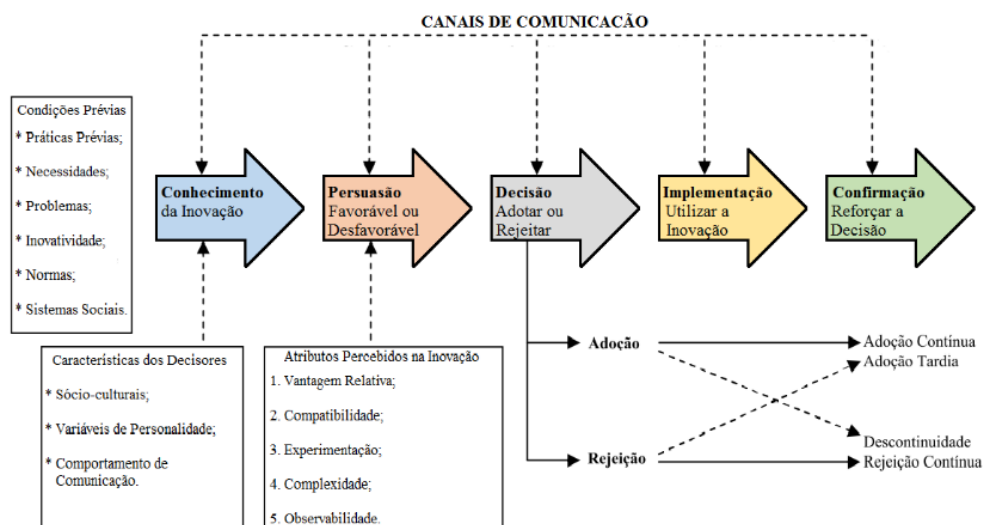 CANAIS DE COMUNICACÃO
Condições Prévias
* Práticas Prévias;
* Necessidades;
* Problemas;
* Inovatividade;
* Normas;
* Sistemas Sociais.
Conhecimento
da Inovação
Persuasão
Favorável ou
Desfavorável
Decisão
Adotar ou
Rejeitar
Implementação
Utilizar a
Inovação
Confirmação
Reforçar a
Decisão
Características dos Decisores
* Sócio-culturais;
* Variáveis de Personalidade;
* Comportamento de
Comunicação.
Atributos Percebidos na Inovação
1. Vantagem Relativa;
2. Compatibilidade;
3. Experimentação;
4. Complexidade;
5. Observabilidade.
Adoção
Rejeição
Adoção Contínua
Adoção Tardia
Descontinuidade
Rejeição Contínua